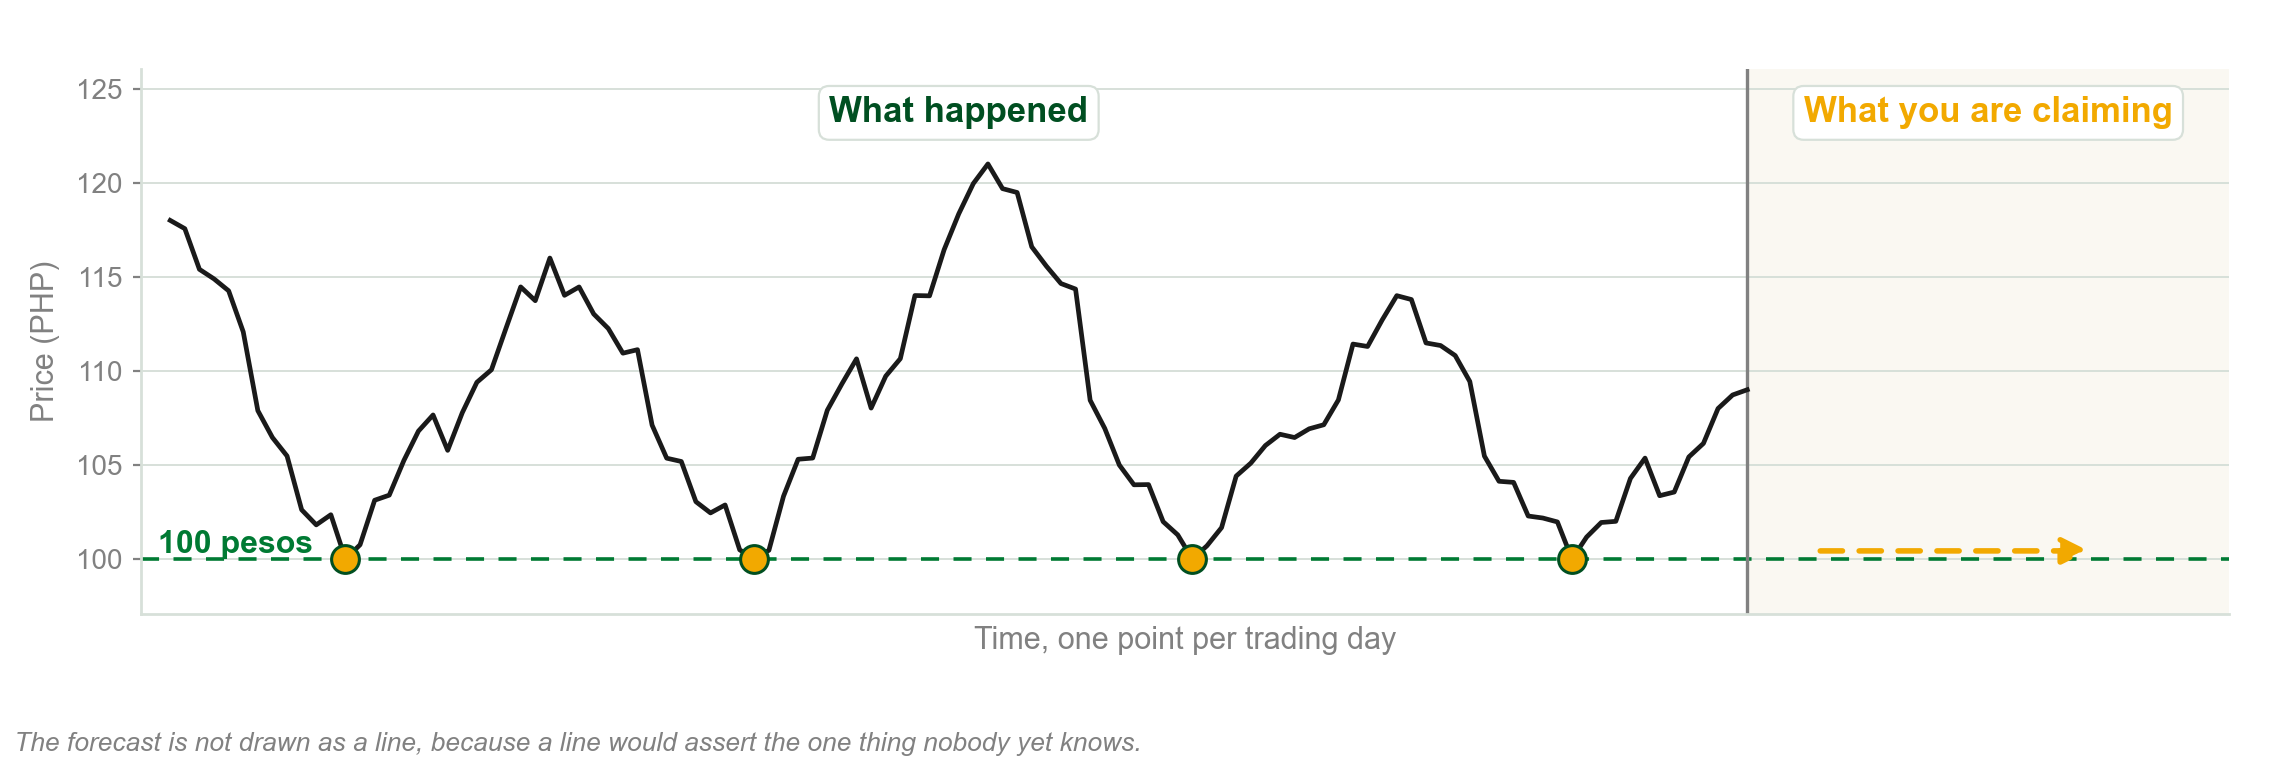 What happened
What you are claiming
125
120
115
110
105
100
Price (PHP)
100 pesos
Time, one point per trading day
The forecast is not drawn as a line, because a line would assert the one thing nobody yet knows.